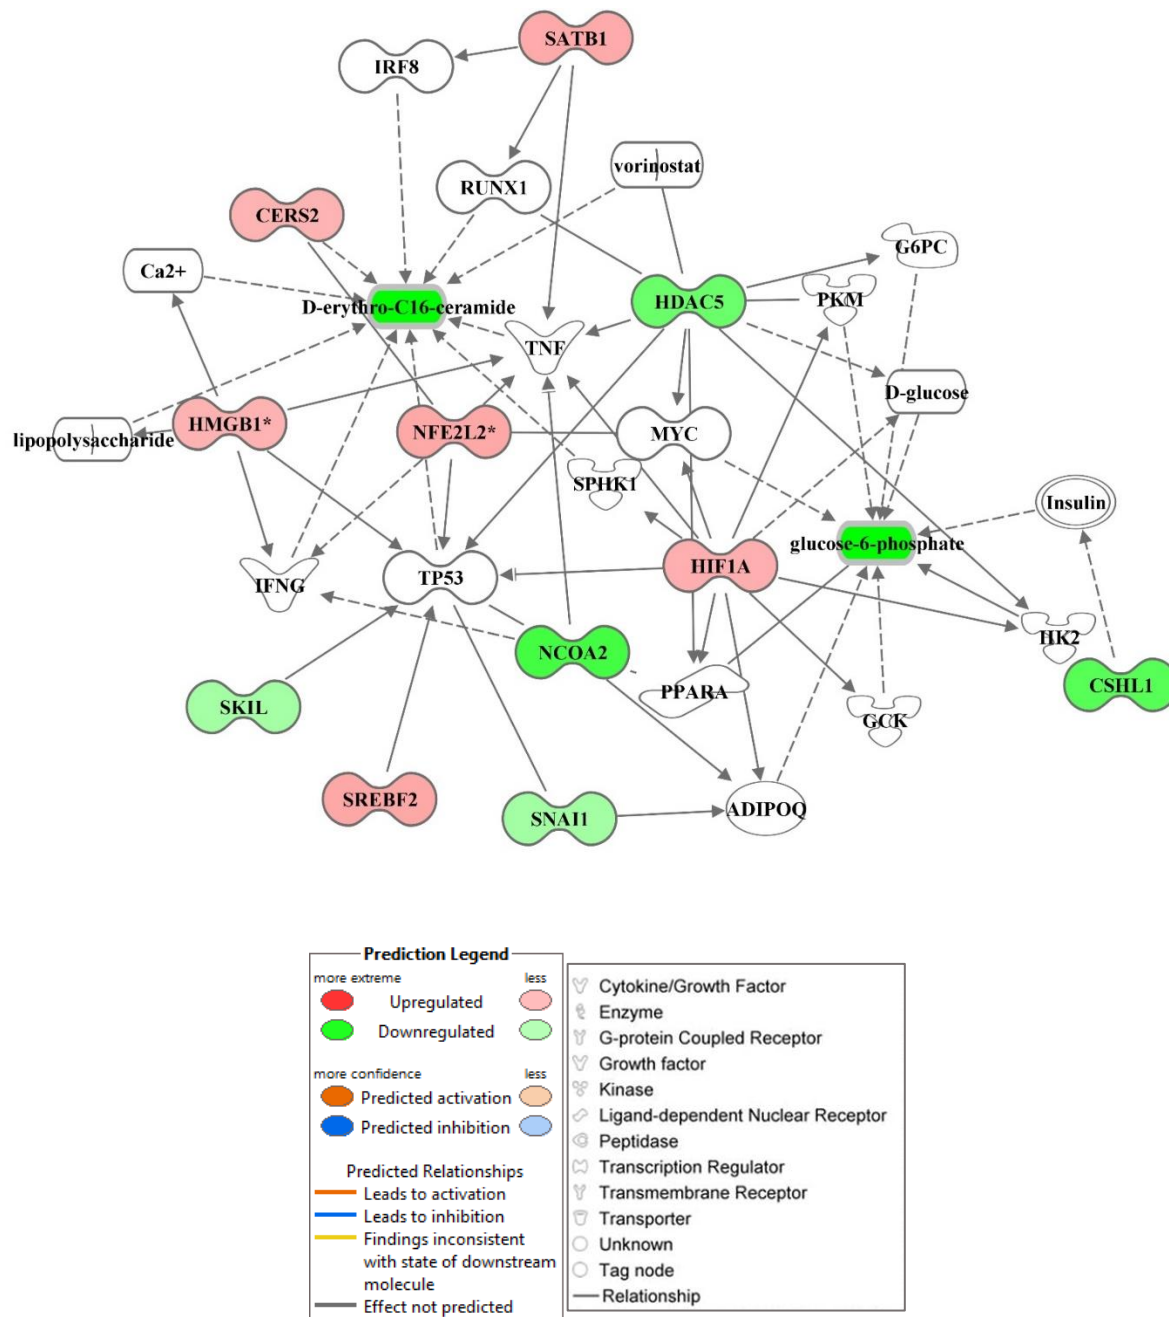 SATB1
IRF8
vorinostat
RUNX1
CERS2
G6PC
Ca2+
PKM
D-erythro-C16-ceramide
HDAC5
TNF
D-glucose
HMGB1*
NFE2L2*
MYC
lipopolysaccharide
SPHK1
Insulin
glucose-6-phosphate
HIF1A
IFNG
TP53
HK2
NCOA2
PPARA
CSHL1
SKIL
GCK
SREBF2
ADIPOQ
SNAI1
Prediction Legend
more extreme less
Upregulated
Downregulated
more confidence less
Predicted activation
Predicted inhibition
Predicted Relationships
Leads to activation
Leads to inhibition
Findings inconsistent
with state of downstream
molecule
Effect not predicted
Cytokine/Growth Factor
Enzyme
G-protein Coupled Receptor
Growth factor
Kinase
Ligand-dependent Nuclear Receptor
Peptidase
Transcription Regulator
Transmembrane Receptor
Transporter
Unknown
Tag node
Relationship